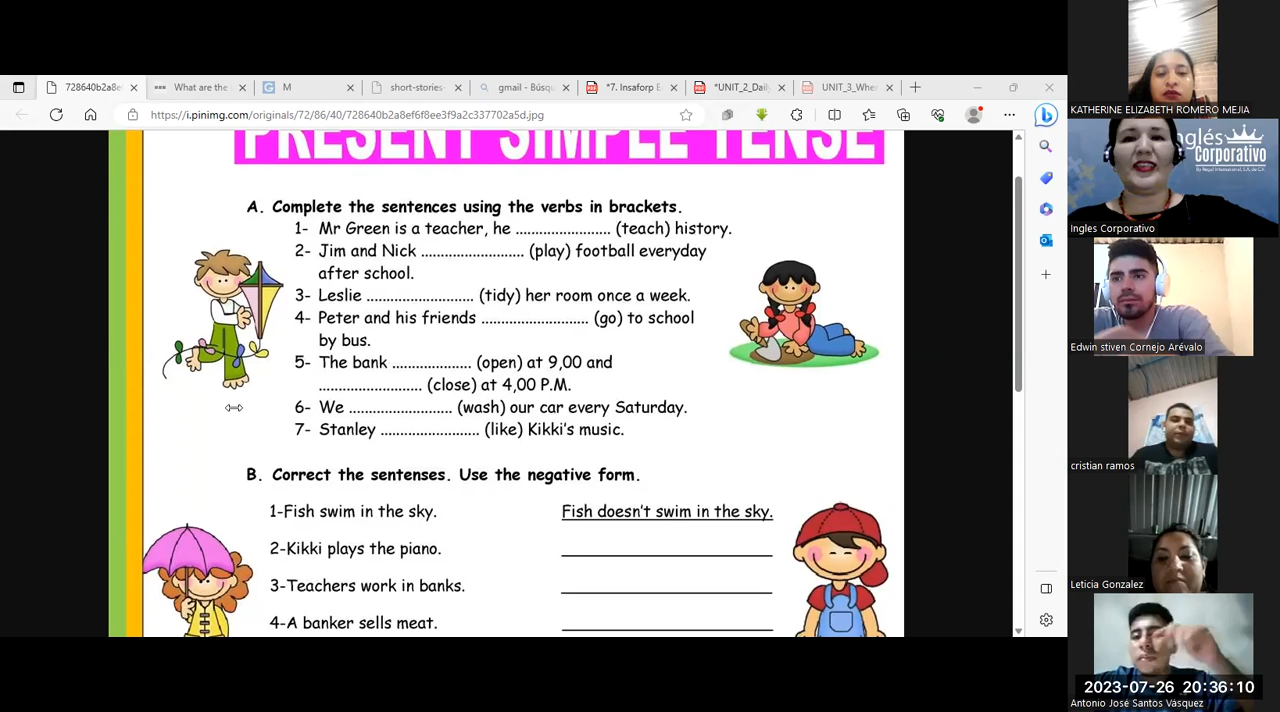 728640b2a8e
What are the
M
short-stories-
gmail - Búsqu
*7. Insaforp E
*UNIT_2_Dail
UNIT_3_Wher
https://i.pinimg.com/originals/72/86/40/728640b2a8ef6bee3f9a2c337702a5d.jpg
PRESENT SIMPLE TENSE
A. Complete the sentences using the verbs in brackets.
1- Mr Green is a teacher, he ........................ (teach) history.
2- Jim and Nick .......................... (play) football everyday
after school.
3- Leslie ........................... (tidy) her room once a week.
4- Peter and his friends ........................... (go) to school
by bus.
5- The bank .................... (open) at 9,00 and
.......................... (close) at 4,00 P.M.
6- We .......................... (wash) our car every Saturday.
7- Stanley ......................... (like) Kikki's music.
B. Correct the sentenses. Use the negative form.
1-Fish swim in the sky. Fish doesn't swim in the sky.
2-Kikki plays the piano.
3-Teachers work in banks.
4-A banker sells meat.
KATHERINE ELIZABETH ROMERO MEJIA
nglés
Corporativo
Ingles Corporativo
Edwin stiven Cornejo Arévalo
cristian ramos
Leticia Gonzalez
2023-07-26 20:36:10
Antonio José Santos Vásquez